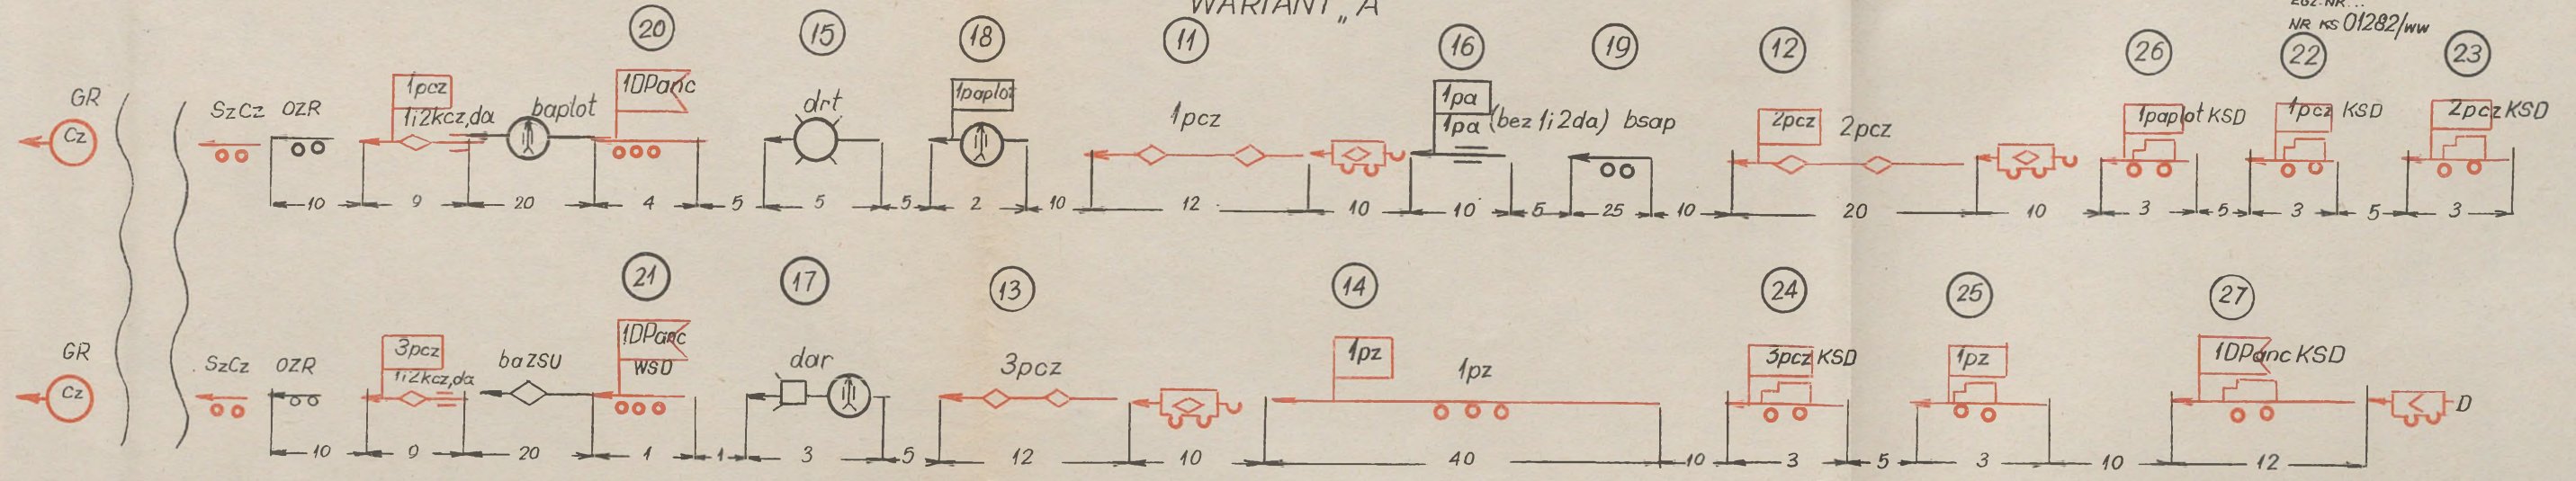 WARIANT „A"
EGZ. NR...
NR KS 01282/ww
20 15 18 11 16 19 12 26 22 23
GR SzCz OZR 1pcz 1i2kcz,da baplot 1DPanc drt 1paplot 1pcz 1pa 1pa (bez 1i2da) bsap 2pcz 2pcz 1paplot KSD 1pcz KSD 2pcz KSD
Cz
10 9 20 4 5 5 5 2 10 12 10 10 5 25 10 20 10 3 5 3 5 3
21 17 13 14 24 25 27
GR SzCz OZR 3pcz 1i2kcz,da baZSU 1DPanc WSD dar 3pcz 1pz 1pz 3pcz KSD 1pz 1DPanc KSD
Cz D
10 9 20 1 1 3 5 12 10 40 10 3 5 3 10 12